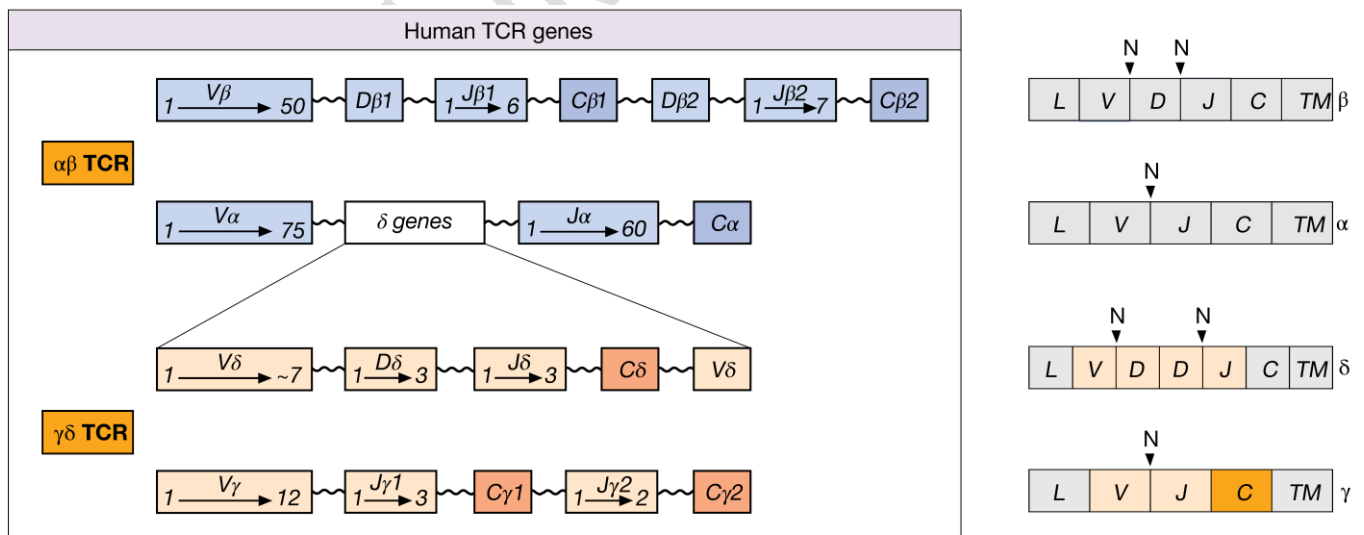 Human TCR genes
Vβ 1 50 Dβ1 Jβ1 1 6 Cβ1 Dβ2 Jβ2 1 7 Cβ2
αβ TCR
Vα 1 75 δ genes Jα 1 60 Cα
Vδ 1 ~7 Dδ 1 3 Jδ 1 3 Cδ Vδ
γδ TCR
Vγ 1 12 Jγ1 1 3 Cγ1 Jγ2 1 2 Cγ2
N N
L V D J C TM β
N
L V J C TM α
N N
L V D D J C TM δ
N
L V J C TM γ